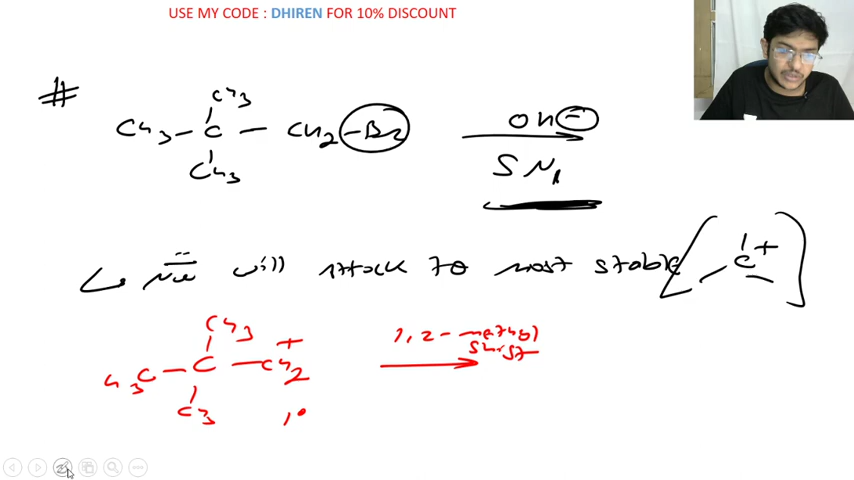 USE MY CODE : DHIREN FOR 10% DISCOUNT
#
CH3
CH3 - C - CH2 - Br
CH3
OH -
SN1
Nu will attack to most stable [ C+ ]
CH3
H3C - C - CH2 +
CH3
1°
1,2 - methyl
shift